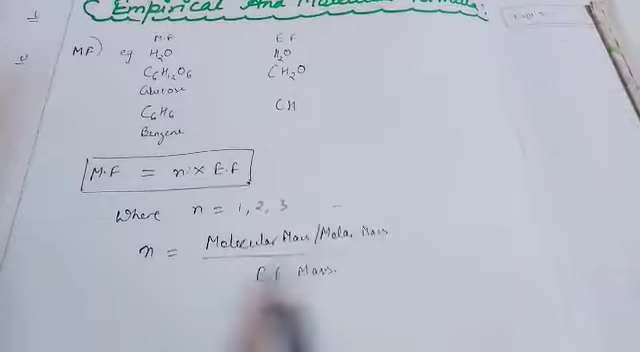 Empirical And Molecular Formula:
M.F E.F
MF) eg H2O H2O
C6H12O6 CH2O
Glucose
C6H6 CH
Benzene
M.F = n × E.F
Where n = 1, 2, 3
n = Molecular Mass/Molar Mass
E.F Mass.